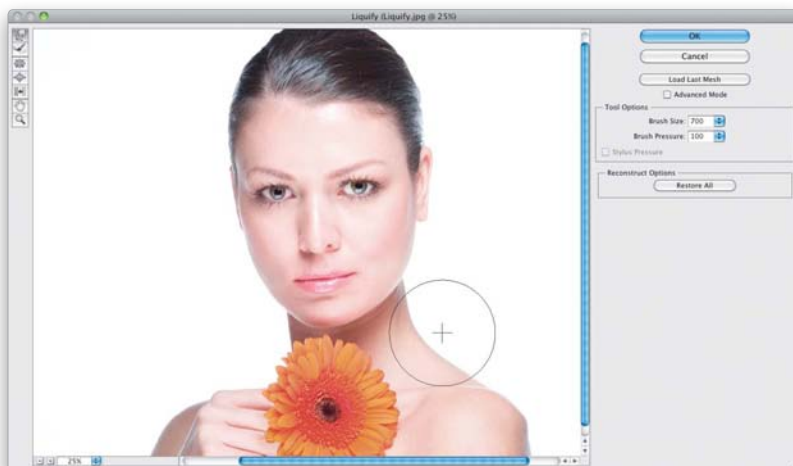 Liquify (Liquify.jpg @ 25%)
OK
Cancel
Load Last Mesh
Advanced Mode
Tool Options
Brush Size: 700
Brush Pressure: 100
Stylus Pressure
Reconstruct Options
Restore All
25%